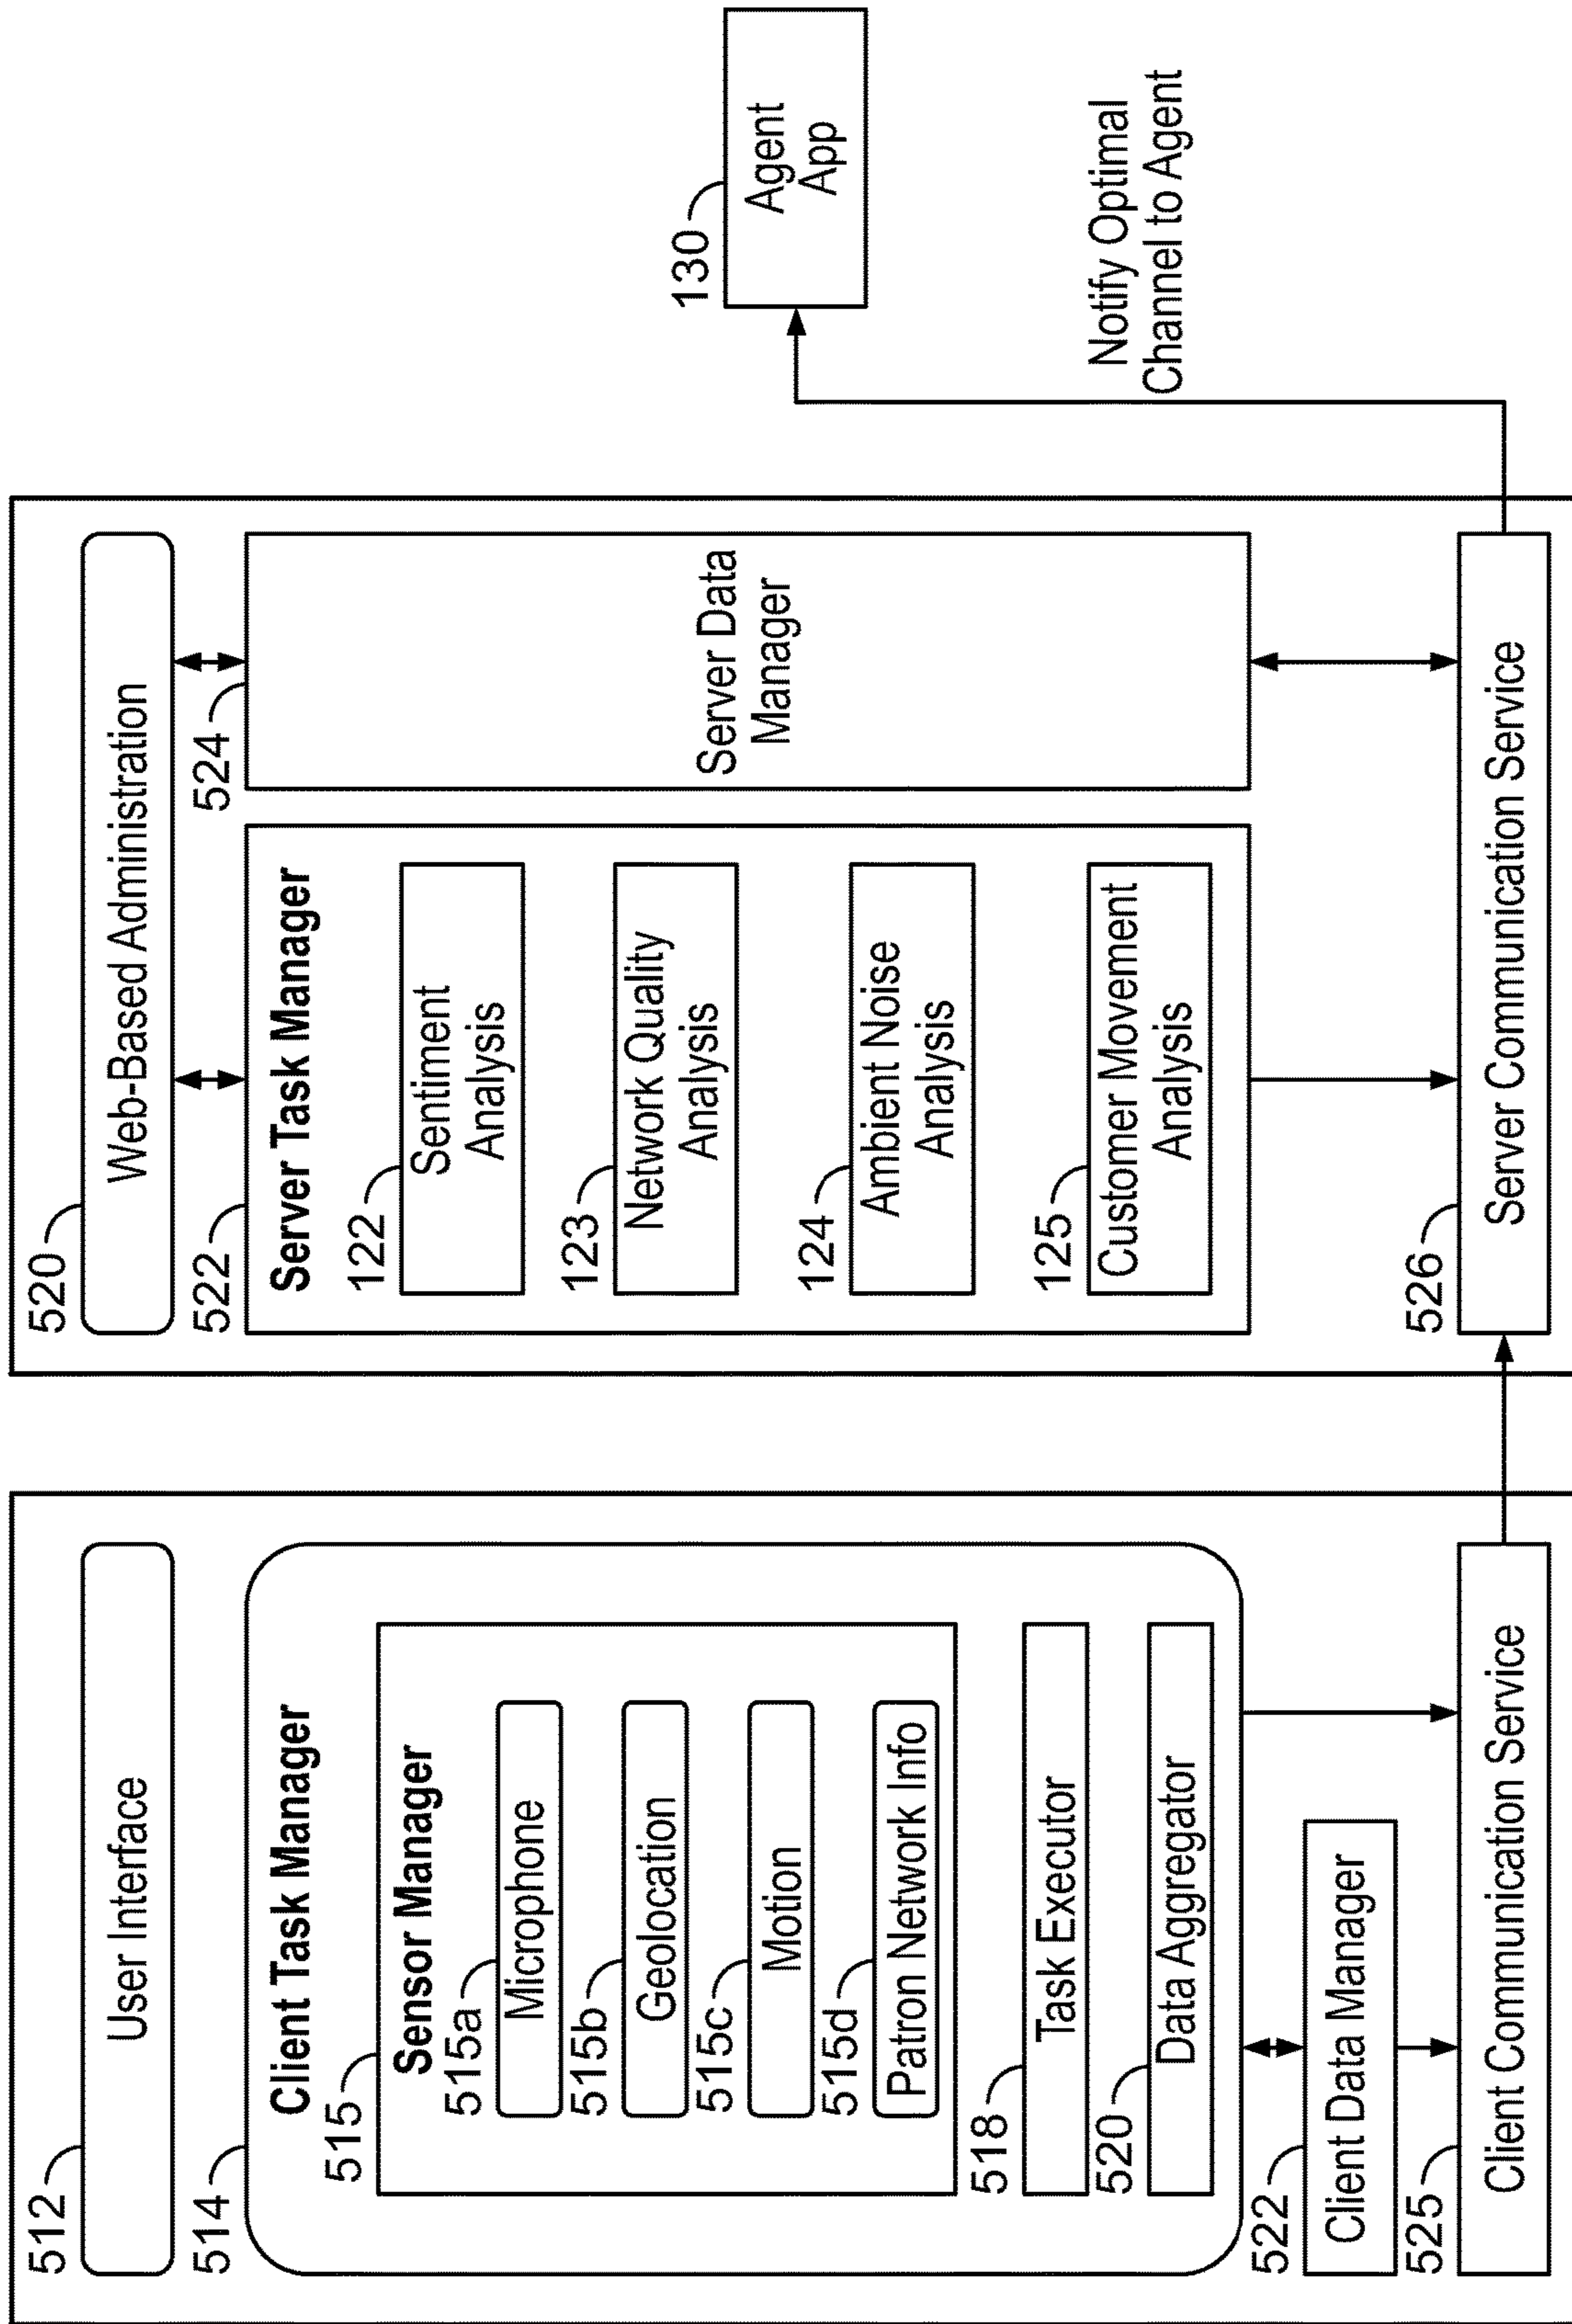 512
User Interface
514
Client Task Manager
515
Sensor Manager
515a
Microphone
515b
Geolocation
515c
Motion
515d
Patron Network Info
518
Task Executor
520
Data Aggregator
522
Client Data Manager
525
Client Communication Service
520
Web-Based Administration
522
Server Task Manager
122
Sentiment
Analysis
123
Network Quality
Analysis
124
Ambient Noise
Analysis
125
Customer Movement
Analysis
524
Server Data
Manager
526
Server Communication Service
130
Agent
App
Notify Optimal
Channel to Agent